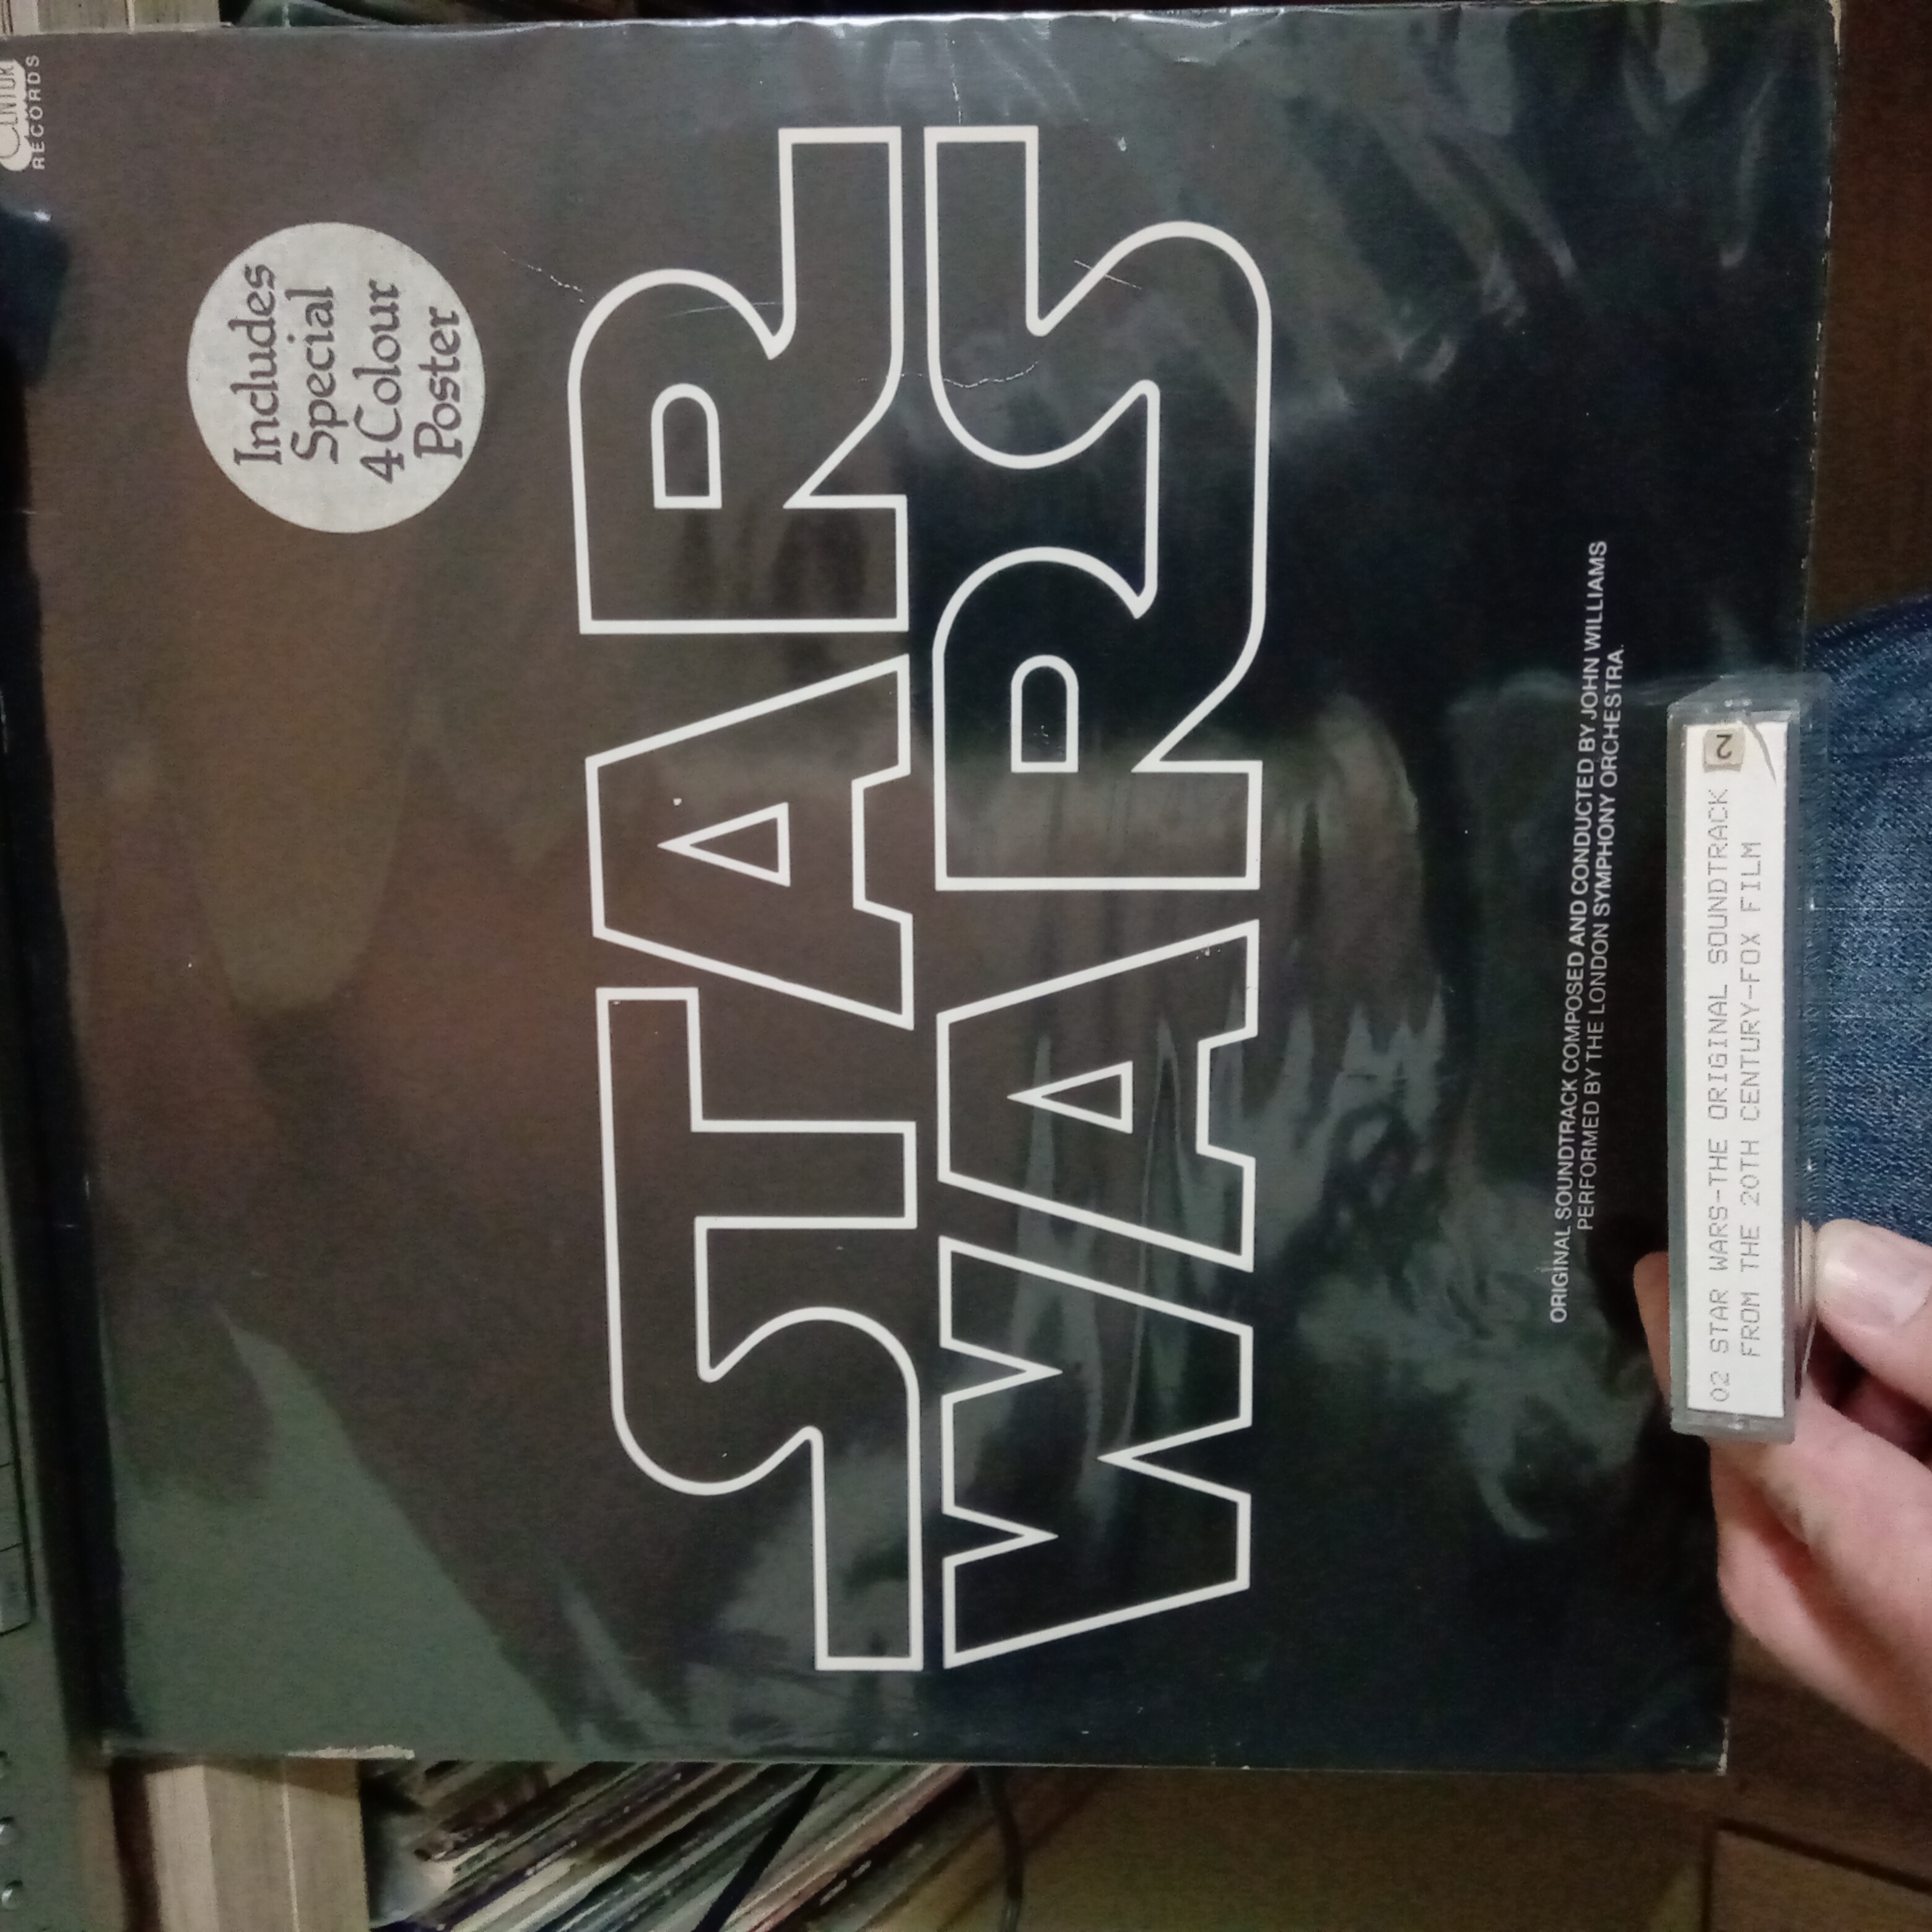 RECORDS
Includes
Special
4 Colour
Poster
STAR
WARS
ORIGINAL SOUNDTRACK COMPOSED AND CONDUCTED BY JOHN WILLIAMS
PERFORMED BY THE LONDON SYMPHONY ORCHESTRA.
02 STAR WARS-THE ORIGINAL SOUNDTRACK 2
FROM THE 20TH CENTURY-FOX FILM